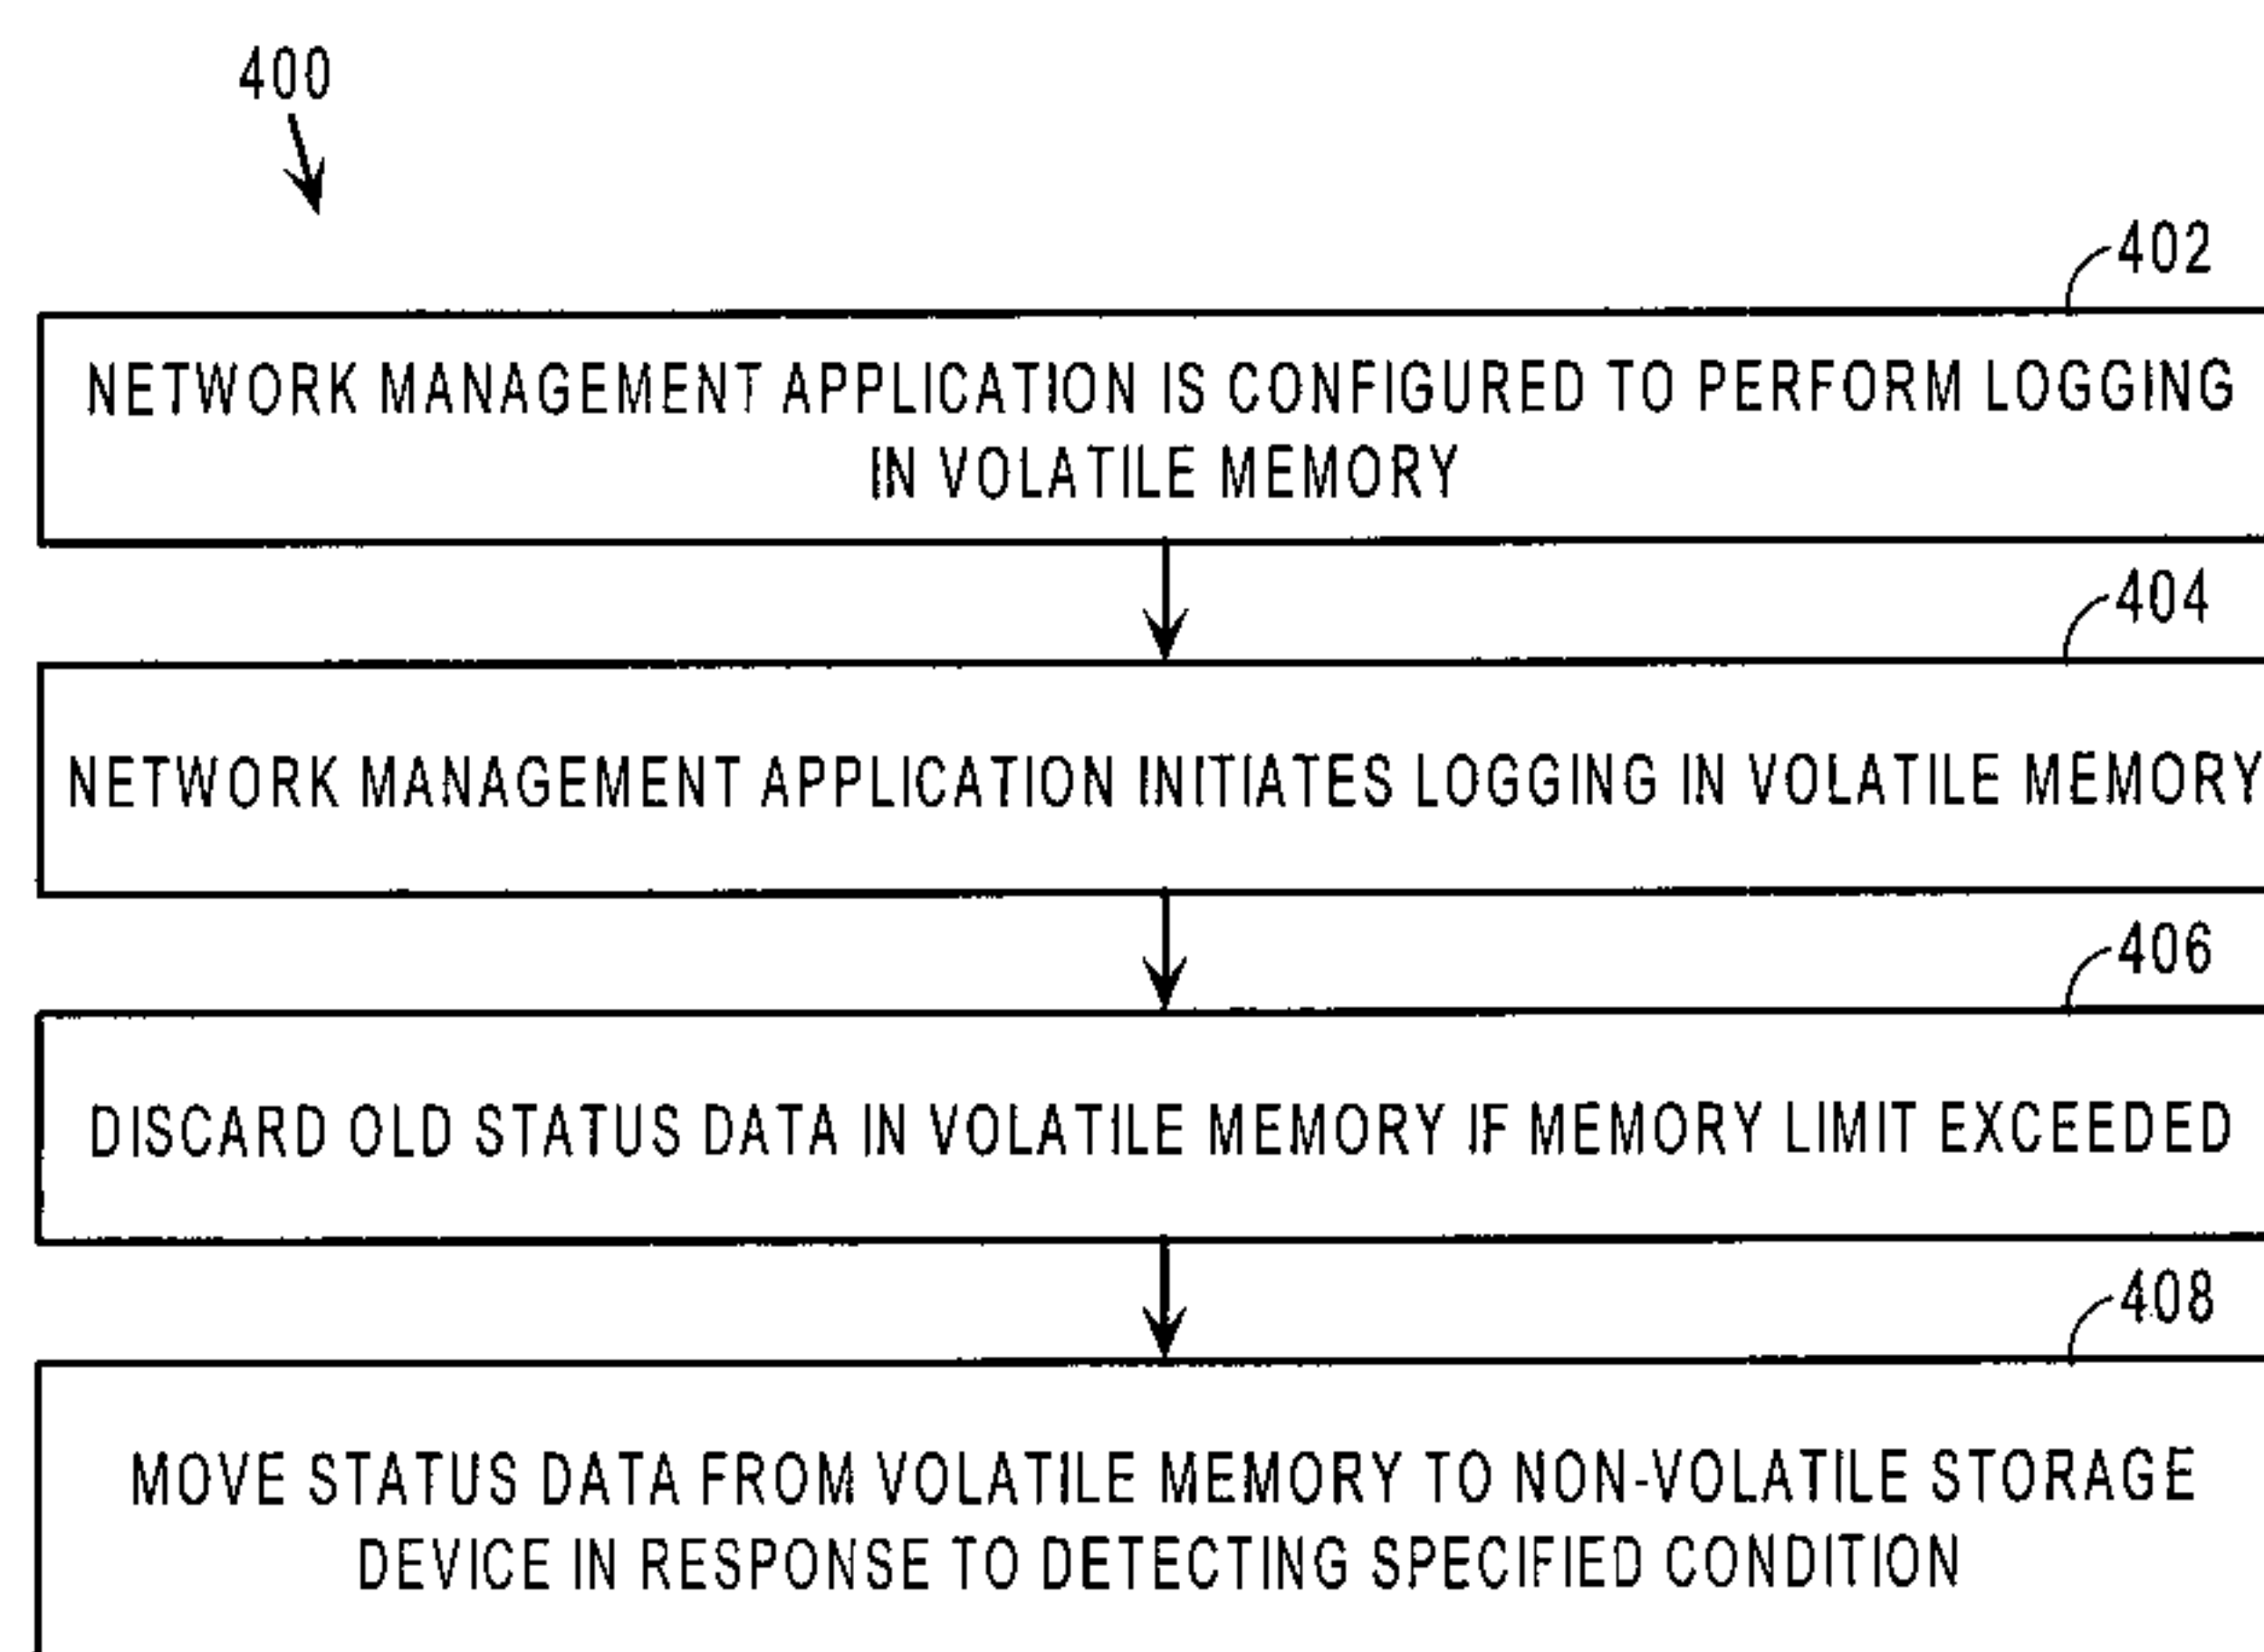 400
402
NETWORK MANAGEMENT APPLICATION IS CONFIGURED TO PERFORM LOGGING
IN VOLATILE MEMORY
404
NETWORK MANAGEMENT APPLICATION INITIATES LOGGING IN VOLATILE MEMORY
406
DISCARD OLD STATUS DATA IN VOLATILE MEMORY IF MEMORY LIMIT EXCEEDED
408
MOVE STATUS DATA FROM VOLATILE MEMORY TO NON-VOLATILE STORAGE
DEVICE IN RESPONSE TO DETECTING SPECIFIED CONDITION